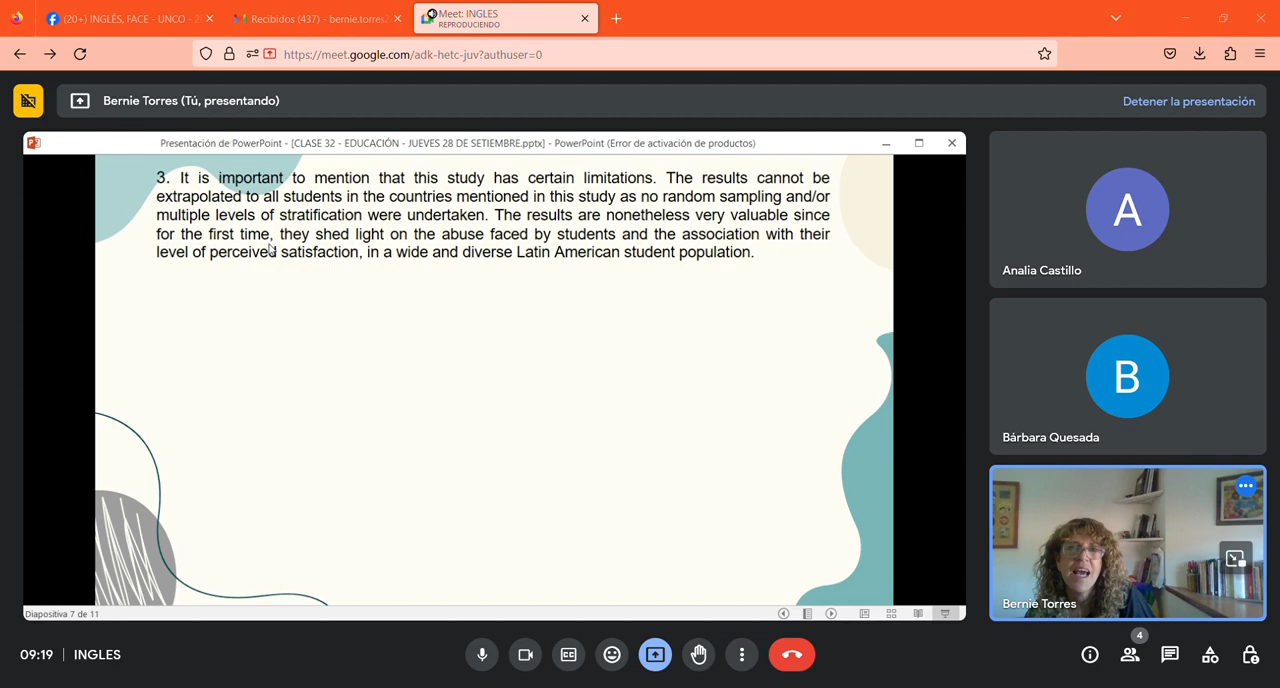 (20+) INGLÉS, FACE - UNCO - 2
Recibidos (437) - bernie.torres
Meet: INGLES
REPRODUCIENDO
https://meet.google.com/adk-hetc-juv?authuser=0
Bernie Torres (Tú, presentando)
Detener la presentación
Presentación de PowerPoint - [CLASE 32 - EDUCACIÓN - JUEVES 28 DE SETIEMBRE.pptx] - PowerPoint (Error de activación de productos)
3. It is important to mention that this study has certain limitations. The results cannot be
extrapolated to all students in the countries mentioned in this study as no random sampling and/or
multiple levels of stratification were undertaken. The results are nonetheless very valuable since
for the first time, they shed light on the abuse faced by students and the association with their
level of perceived satisfaction, in a wide and diverse Latin American student population.
Diapositiva 7 de 11
A
Analia Castillo
B
Bárbara Quesada
Bernie Torres
09:19 | INGLES
4